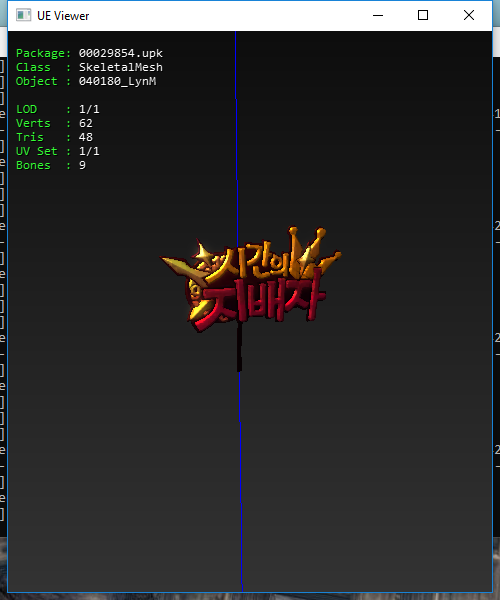 UE Viewer
Package: 00029854.upk
Class : SkeletalMesh
Object : 040180_LynM
LOD : 1/1
Verts : 62
Tris : 48
UV Set : 1/1
Bones : 9
시간의
지배자